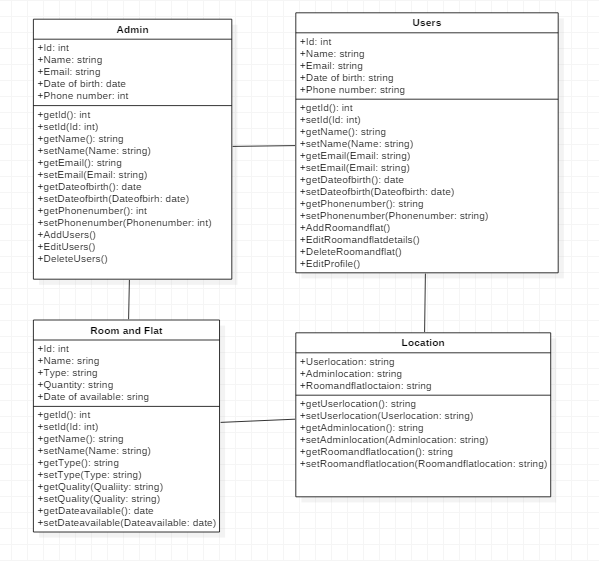 Admin
+Id: int
+Name: string
+Email: string
+Date of birth: date
+Phone number: int
+getId(): int
+setId(Id: int)
+getName(): string
+setName(Name: string)
+getEmail(): string
+setEmail(Email: string)
+getDateofbirth(): date
+setDateofbirth(Dateofbirh: date)
+getPhonenumber(): int
+setPhonenumber(Phonenumber: int)
+AddUsers()
+EditUsers()
+DeleteUsers()
Users
+Id: int
+Name: string
+Email: string
+Date of birth: string
+Phone number: string
+getId(): int
+setId(Id: int)
+getName(): string
+setName(Name: string)
+getEmail(Email: string)
+setEmail(Email: string)
+getDateofbirth(): date
+setDateofbirth(Dateofbirth: date)
+getPhonenumber(): string
+setPhonenumber(Phonenumber: string)
+AddRoomandflat()
+EditRoomandflatdetails()
+DeleteRoomandflat()
+EditProfile()
Room and Flat
+Id: int
+Name: sring
+Type: string
+Quantity: string
+Date of available: sring
+getId(): int
+setId(Id: int)
+getName(): string
+setName(Name: string)
+getType(): string
+setType(Type: string)
+getQuality(Qualiity: string)
+setQuality(Quality: string)
+getDateavailable(): date
+setDateavailable(Dateavailable: date)
Location
+Userlocation: string
+Adminlocation: string
+Roomandflatloctaion: string
+getUserlocation(): string
+setUserlocation(Userlocation: string)
+getAdminlocation(): string
+setAdminlocation(Adminlocation: string)
+getRoomandflatlocation(): string
+setRoomandflatlocation(Roomandflatlocation: string)